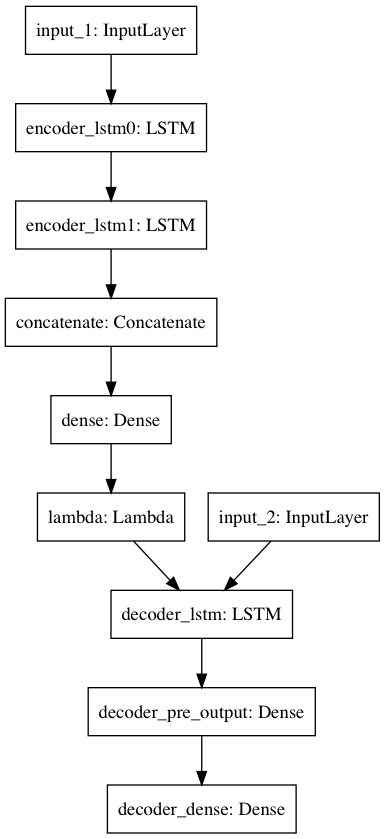 input_1: InputLayer
encoder_lstm0: LSTM
encoder_lstm1: LSTM
concatenate: Concatenate
dense: Dense
lambda: Lambda
input_2: InputLayer
decoder_lstm: LSTM
decoder_pre_output: Dense
decoder_dense: Dense